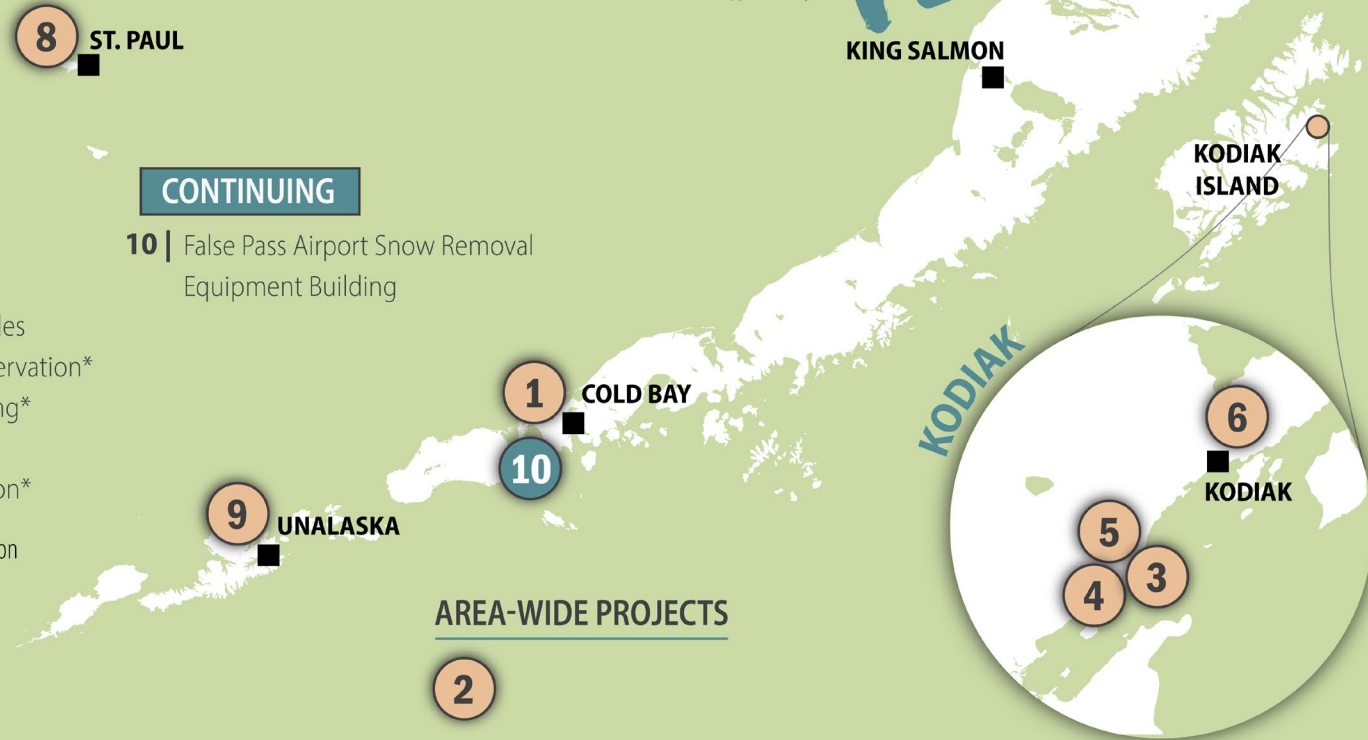 8
ST. PAUL
KING SALMON
KODIAK
ISLAND
CONTINUING
10 | False Pass Airport Snow Removal
Equipment Building
1
COLD BAY
10
9
UNALASKA
AREA-WIDE PROJECTS
2
KODIAK
6
KODIAK
5
3
4